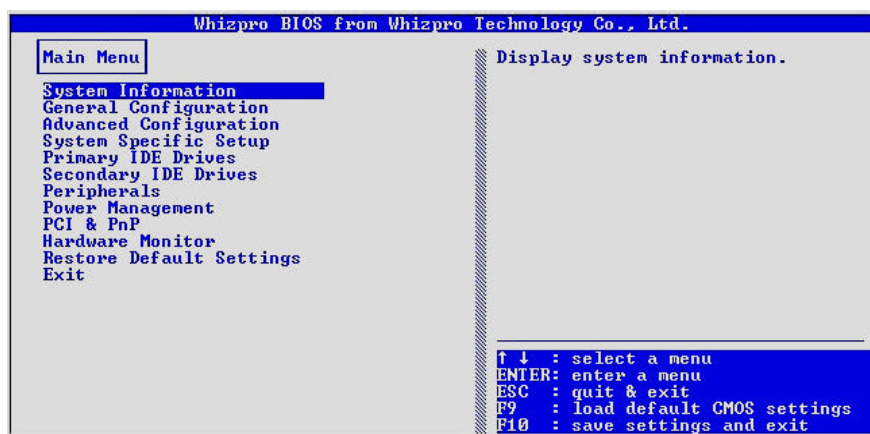 Whizpro BIOS from Whizpro Technology Co., Ltd.
Main Menu
System Information
General Configuration
Advanced Configuration
System Specific Setup
Primary IDE Drives
Secondary IDE Drives
Peripherals
Power Management
PCI & PnP
Hardware Monitor
Restore Default Settings
Exit
Display system information.
↑ ↓ : select a menu
ENTER: enter a menu
ESC : quit & exit
F9 : load default CMOS settings
F10 : save settings and exit